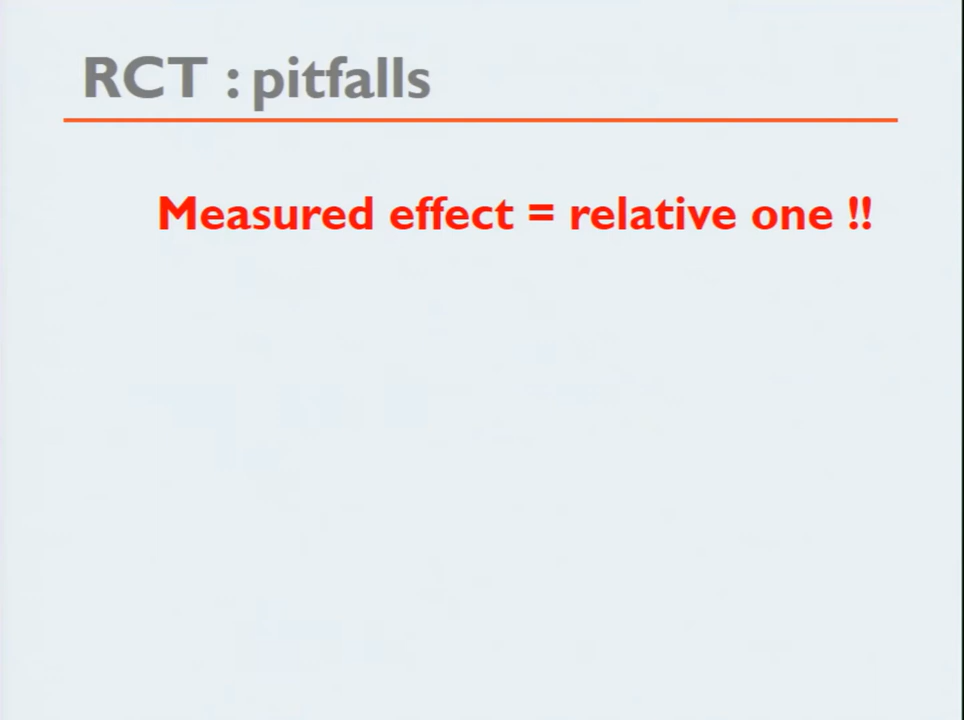 RCT : pitfalls
Measured effect = relative one !!